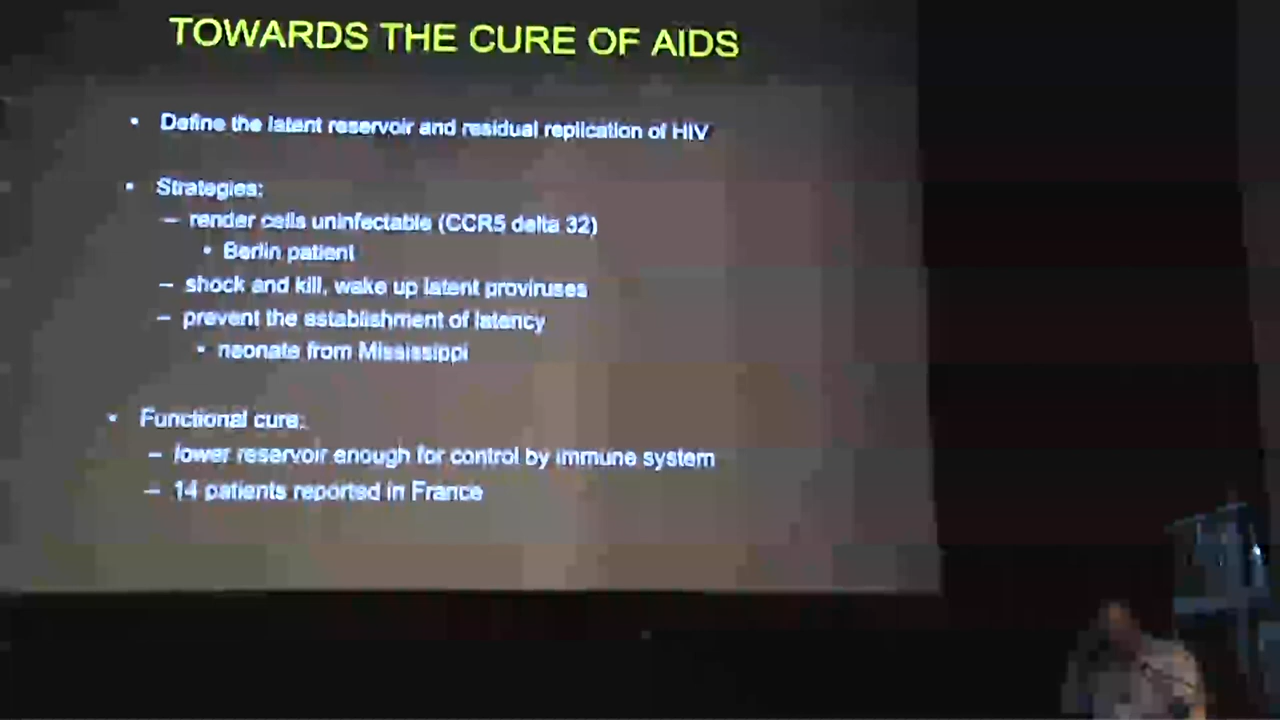 TOWARDS THE CURE OF AIDS
• Define the latent reservoir and residual replication of HIV
• Strategies:
– render cells uninfectable (CCR5 delta 32)
• Berlin patient
– shock and kill, wake up latent proviruses
– prevent the establishment of latency
• neonate from Mississippi
• Functional cure:
– lower reservoir enough for control by immune system
– 14 patients reported in France